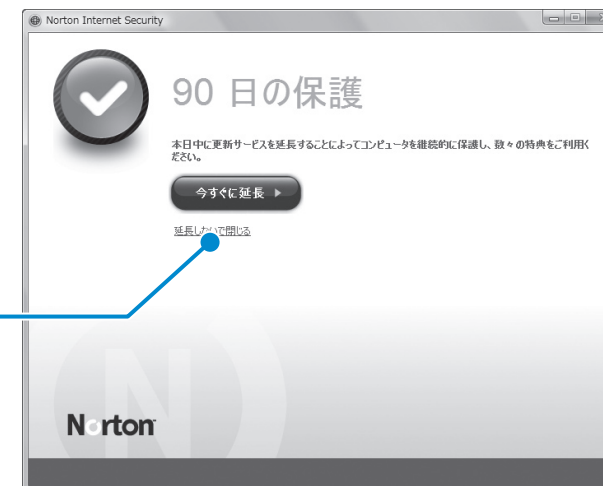 Norton Internet Security
90 日の保護
本日中に更新サービスを延長することによってコンピュータを継続的に保護し、数々の特典をご利用く
ださい。
今すぐに延長
延長しないで閉じる
Norton